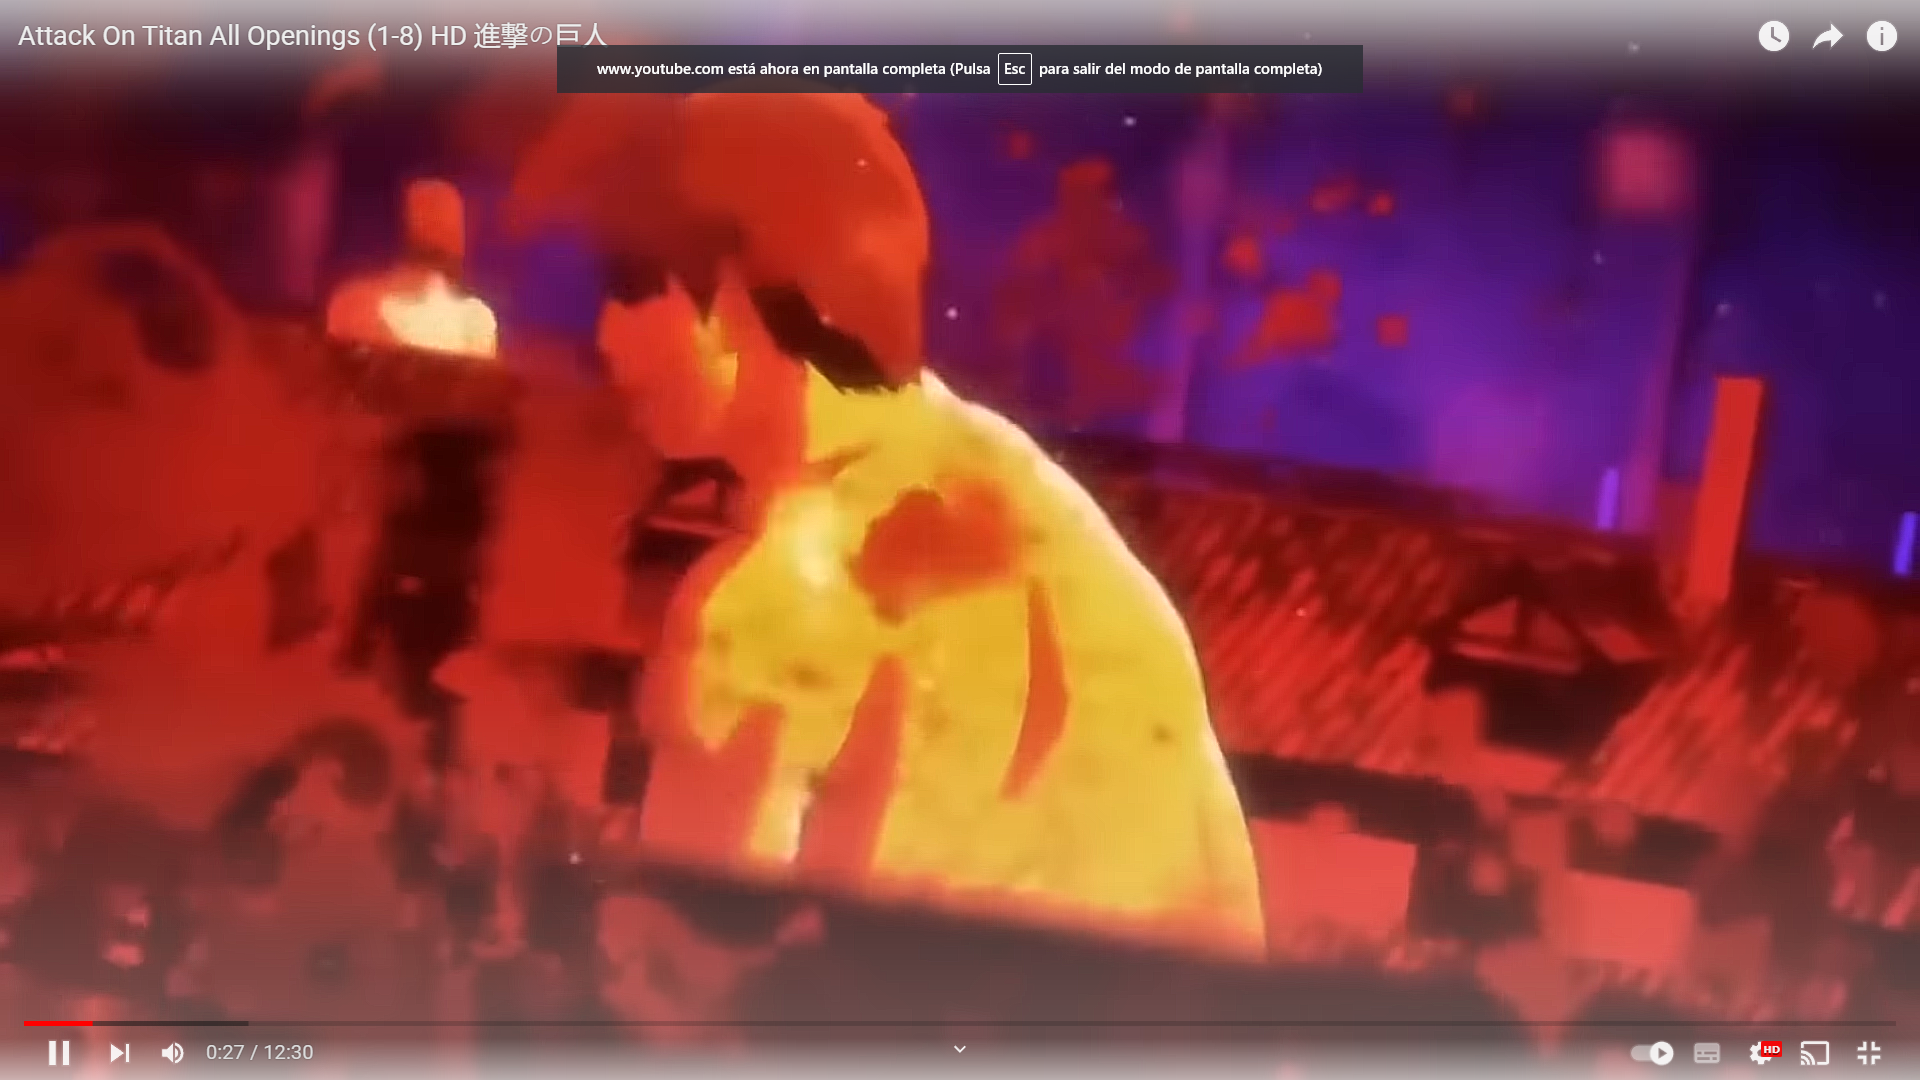 Attack On Titan All Openings (1-8) HD 進撃の巨人
www.youtube.com está ahora en pantalla completa (Pulsa Esc para salir del modo de pantalla completa)
0:27 / 12:30
HD